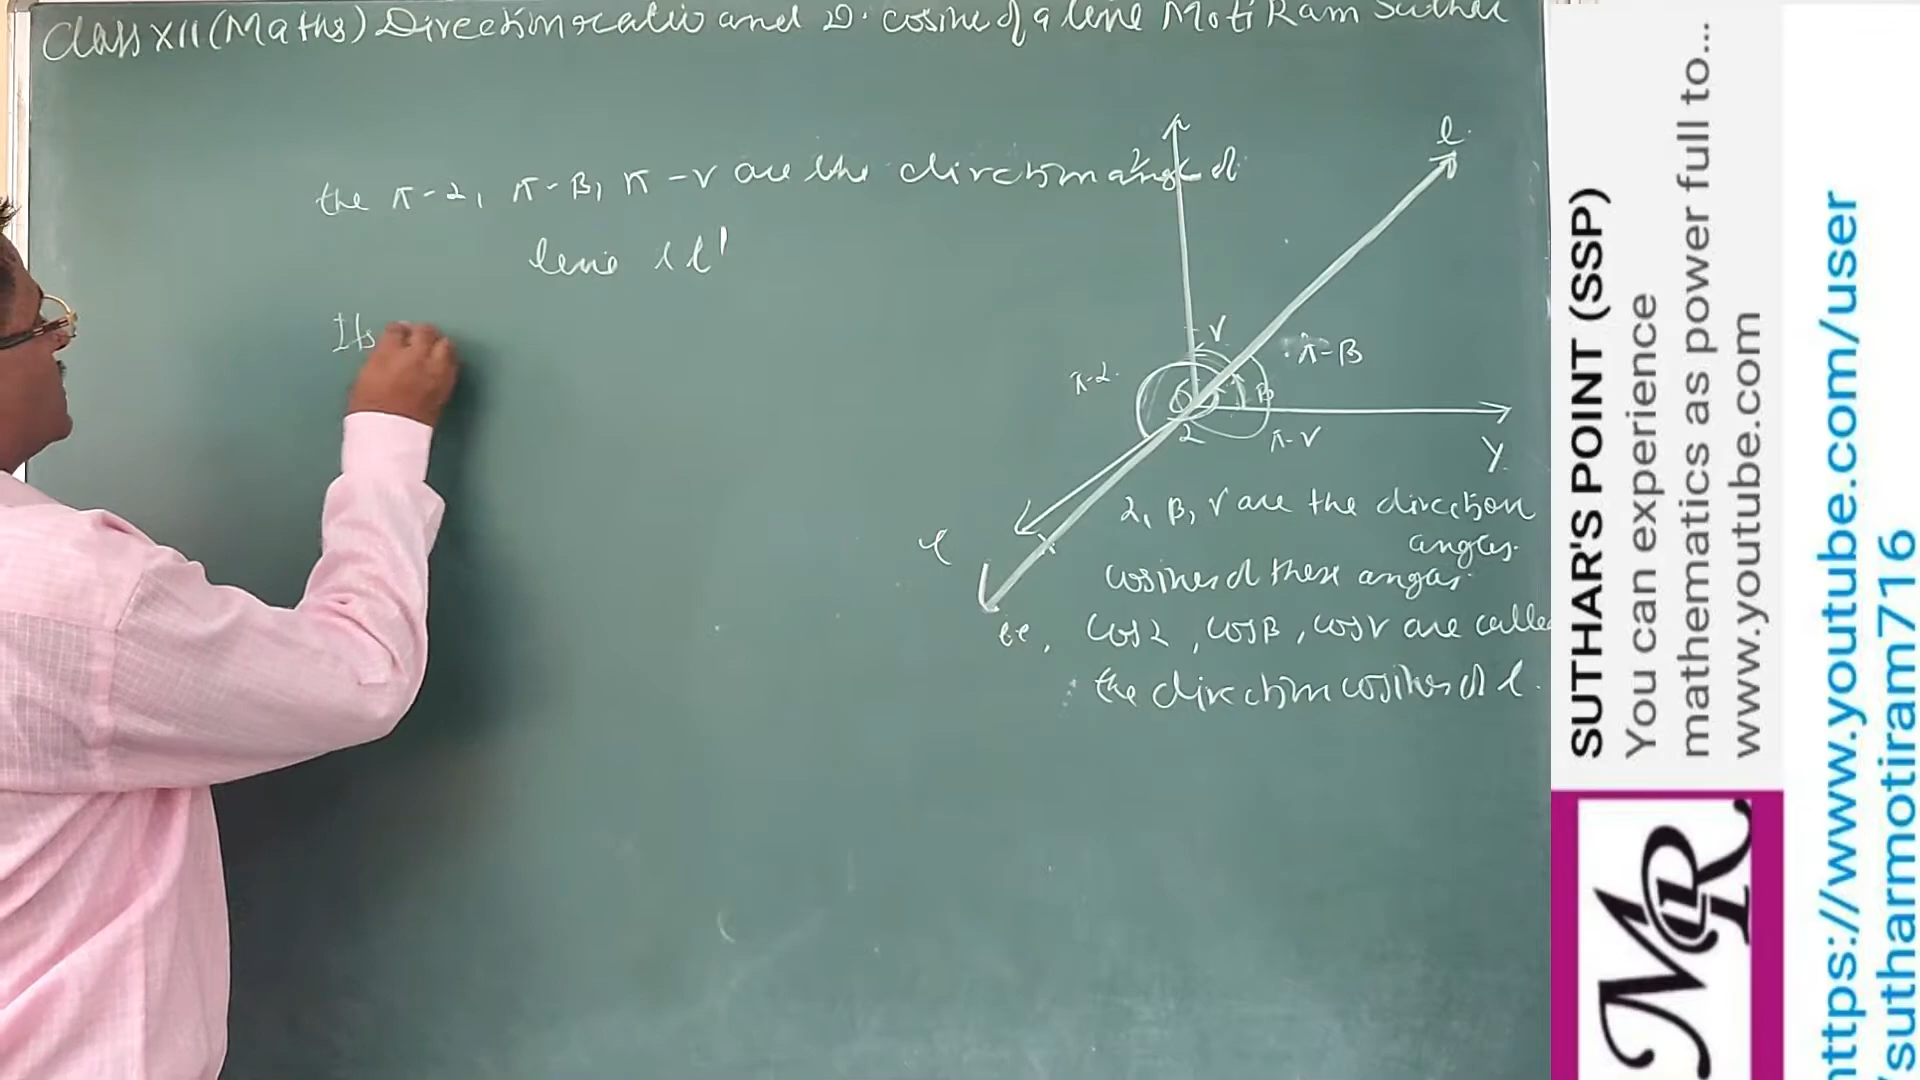 Class XII (Maths) Direction ratio and D. cosine of a line Moti Ram Suthar
the π-α, π-β, π-γ are the direction angs of
line 'l'
Its
Z
l
γ
π-β
π-α
β
α
π-γ
Y
X
α, β, γ are the direction
angles.
cosines of these angles.
i.e., cosα, cosβ, cosγ are called
the direction cosines of l.
SUTHAR'S POINT (SSP)
You can experience
mathematics as power full to...
www.youtube.com
https://www.youtube.com/user
/sutharmotiram716
MR